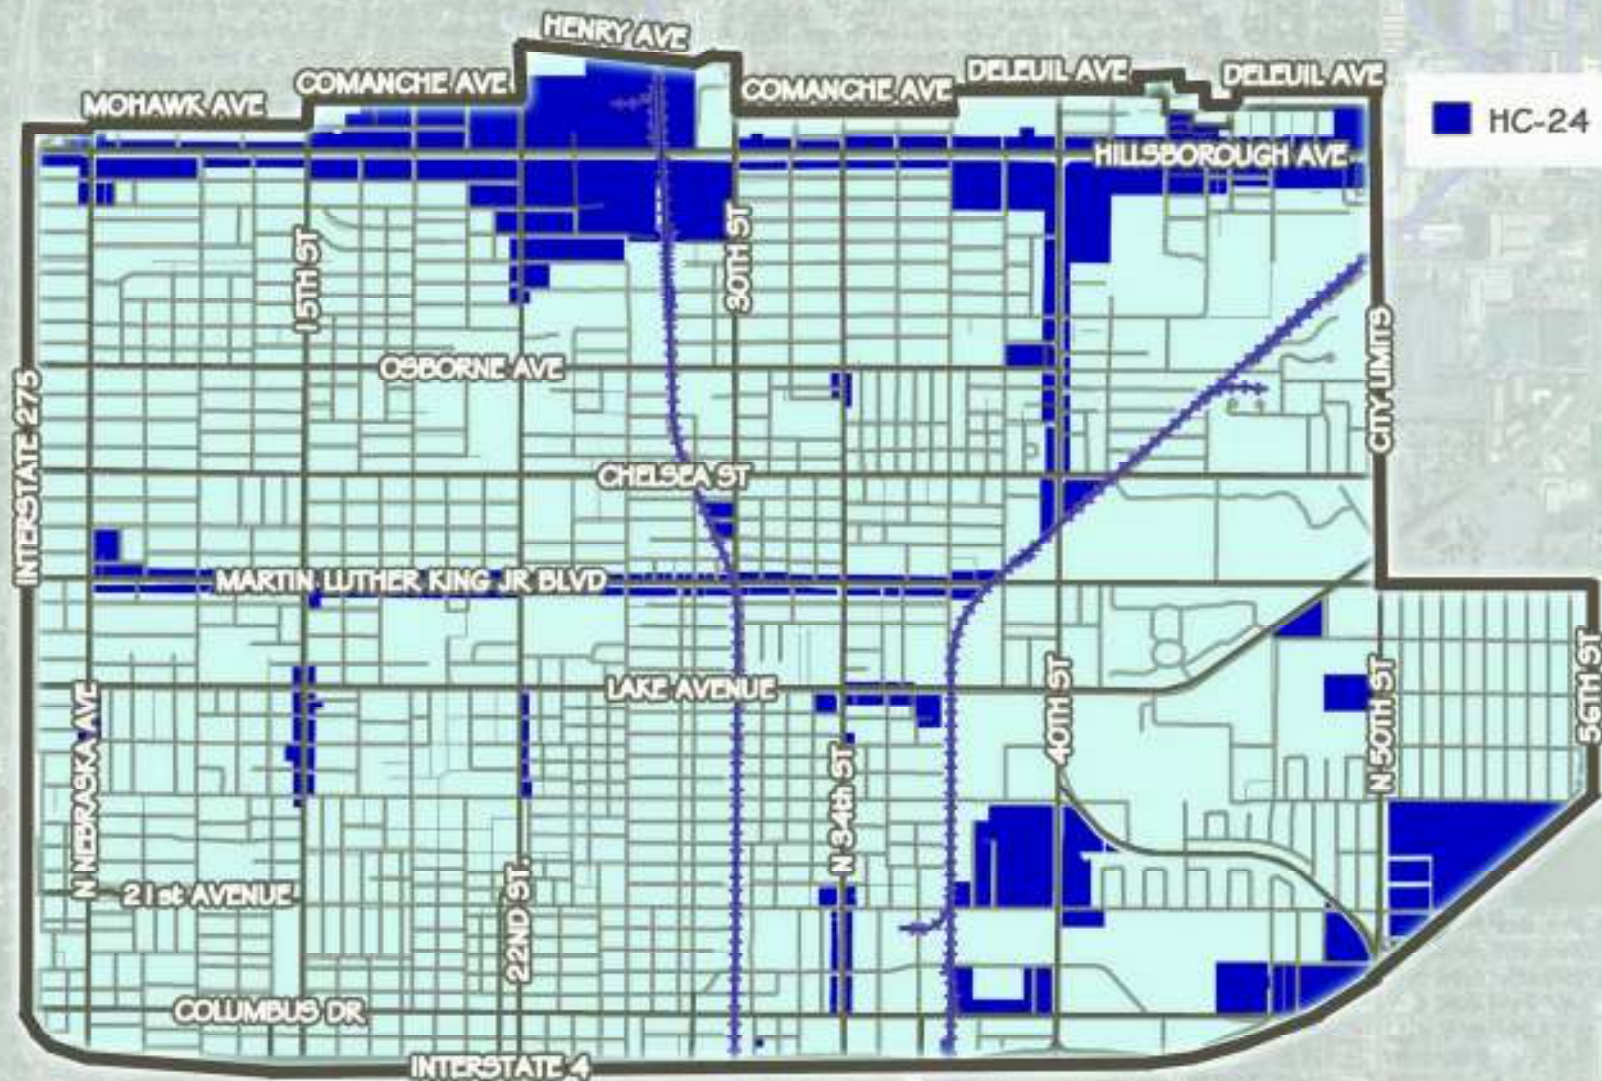 HENRY AVE
MOHAWK AVE
COMANCHE AVE
COMANCHE AVE
DELEUIL AVE
DELEUIL AVE
HC-24
HILLSBOROUGH AVE
15TH ST
30TH ST
OSBORNE AVE
INTERSTATE 275
CITY LIMITS
CHELSEA ST
MARTIN LUTHER KING JR BLVD
LAKE AVENUE
N NEBRASKA AVE
40TH ST
N 50TH ST
56TH ST
N 34th ST
21st AVENUE
22ND ST.
COLUMBUS DR
INTERSTATE 4